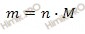 m = n · M